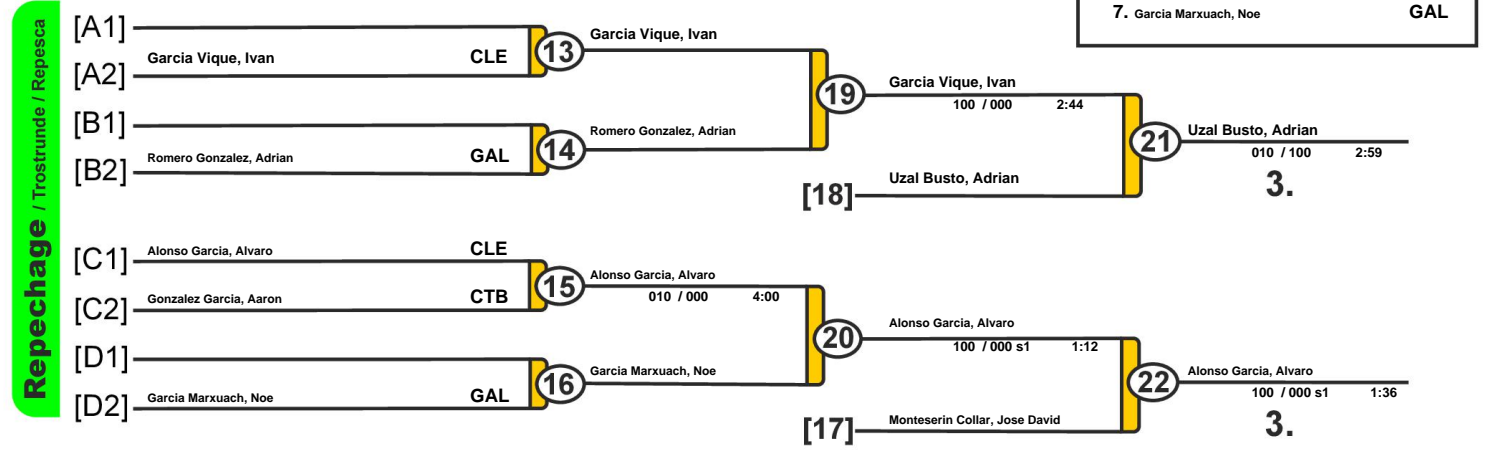 7. Garcia Marxuach, Noe GAL
Repechage / Trostrunde / Repesca
[A1]
Garcia Vique, Ivan CLE
[A2]
13
Garcia Vique, Ivan
[B1]
Romero Gonzalez, Adrian GAL
[B2]
14
Romero Gonzalez, Adrian
19
Garcia Vique, Ivan
100 / 000 2:44
[18]
Uzal Busto, Adrian
21
Uzal Busto, Adrian
010 / 100 2:59
3.
[C1]
Alonso Garcia, Alvaro CLE
[C2]
Gonzalez Garcia, Aaron CTB
15
Alonso Garcia, Alvaro
010 / 000 4:00
[D1]
[D2]
Garcia Marxuach, Noe GAL
16
Garcia Marxuach, Noe
20
Alonso Garcia, Alvaro
100 / 000 s1 1:12
[17]
Monteserin Collar, Jose David
22
Alonso Garcia, Alvaro
100 / 000 s1 1:36
3.